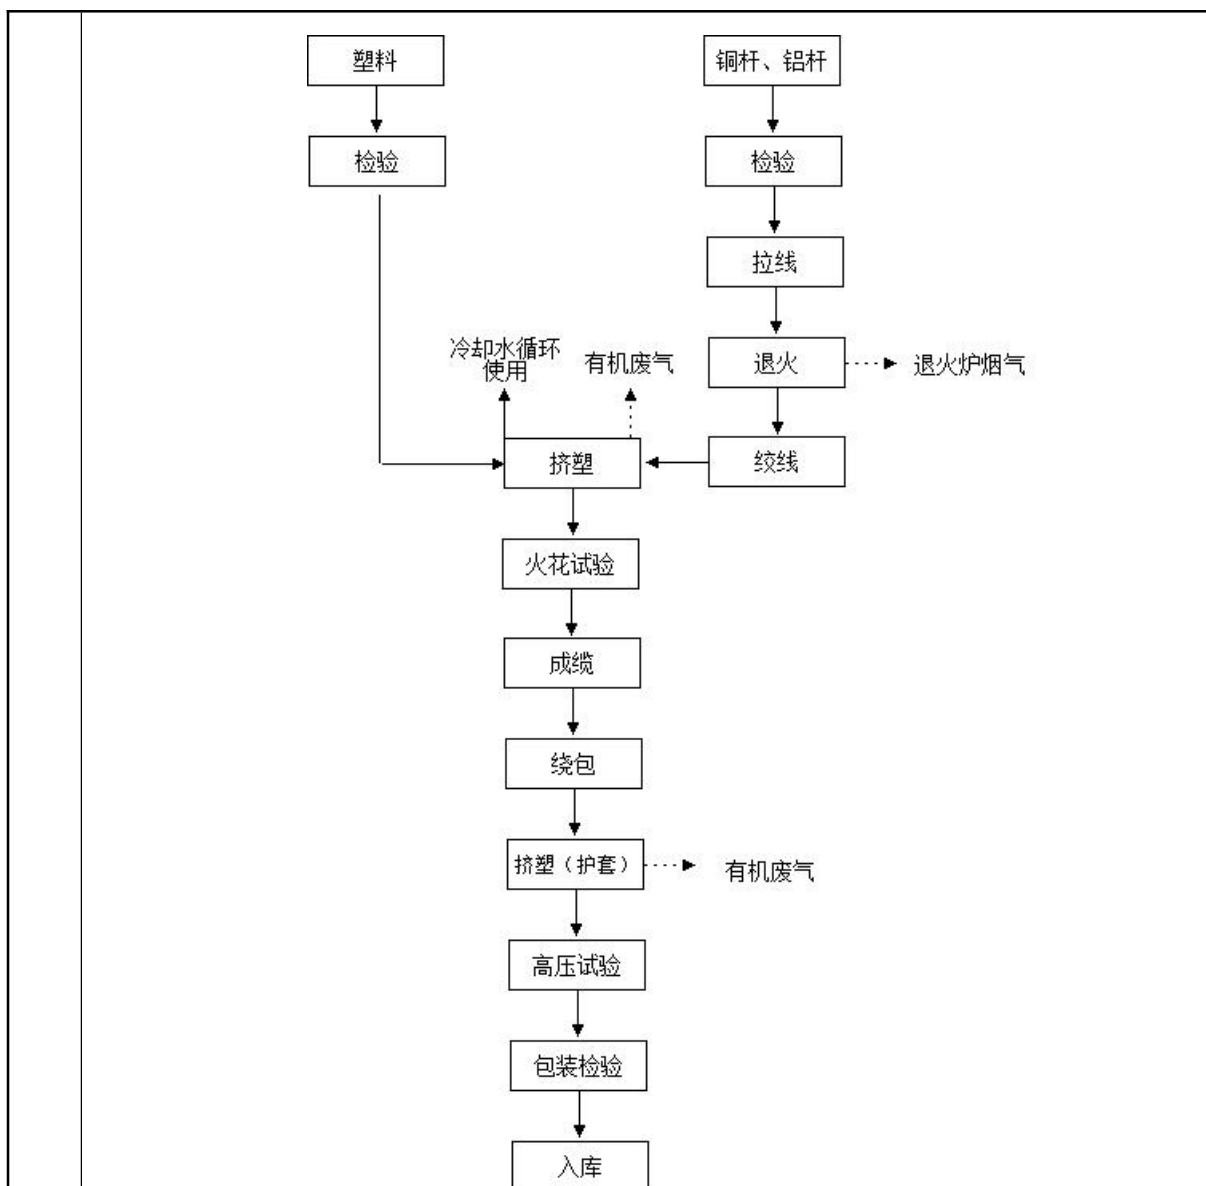 塑料
铜杆、铝杆
检验
检验
拉线
冷却水循环
使用
有机废气
退火
退火炉烟气
挤塑
绞线
火花试验
成缆
绕包
挤塑（护套）
有机废气
高压试验
包装检验
入库